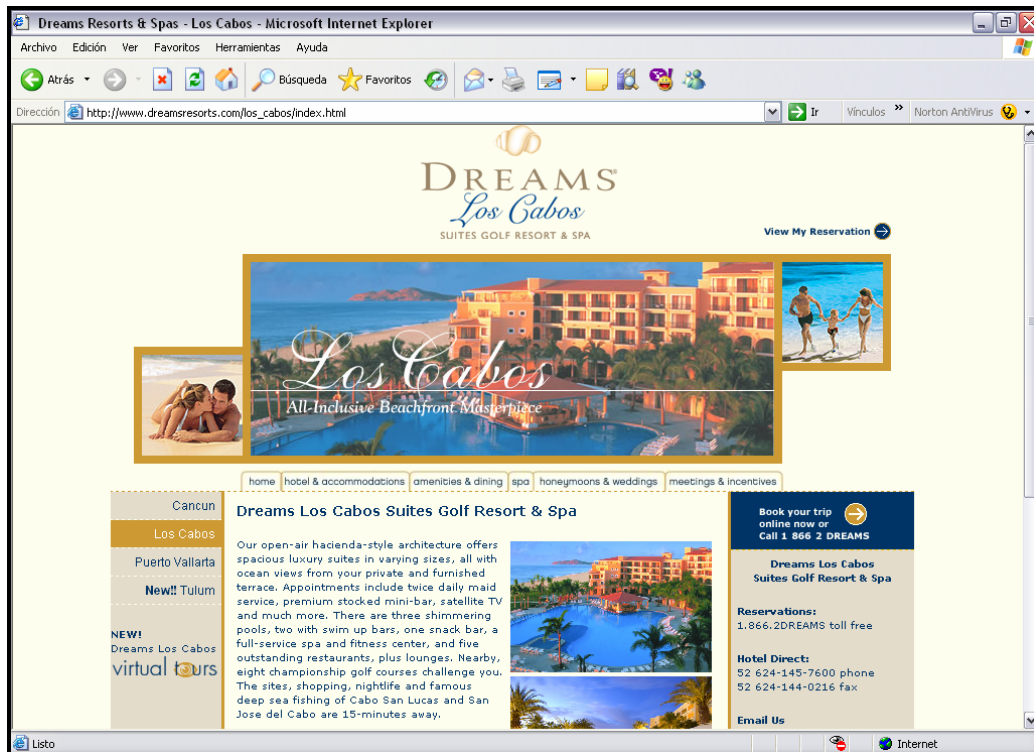 Dreams Resorts & Spas - Los Cabos - Microsoft Internet Explorer
Archivo Edición Ver Favoritos Herramientas Ayuda
Atrás Búsqueda Favoritos
Dirección http://www.dreamsresorts.com/los_cabos/index.html Ir Vínculos » Norton AntiVirus
DREAMS®
Los Cabos
SUITES GOLF RESORT & SPA
View My Reservation
Los Cabos
All-Inclusive Beachfront Masterpiece
home hotel & accommodations amenities & dining spa honeymoons & weddings meetings & incentives
Cancun
Los Cabos
Puerto Vallarta
New!! Tulum
NEW!
Dreams Los Cabos
virtual tours
Dreams Los Cabos Suites Golf Resort & Spa
Our open-air hacienda-style architecture offers
spacious luxury suites in varying sizes, all with
ocean views from your private and furnished
terrace. Appointments include twice daily maid
service, premium stocked mini-bar, satellite TV
and much more. There are three shimmering
pools, two with swim up bars, one snack bar, a
full-service spa and fitness center, and five
outstanding restaurants, plus lounges. Nearby,
eight championship golf courses challenge you.
The sites, shopping, nightlife and famous
deep sea fishing of Cabo San Lucas and San
Jose del Cabo are 15-minutes away.
Book your trip
online now or
Call 1 866 2 DREAMS
Dreams Los Cabos
Suites Golf Resort & Spa
Reservations:
1.866.2DREAMS toll free
Hotel Direct:
52 624-145-7600 phone
52 624-144-0216 fax
Email Us
Listo Internet